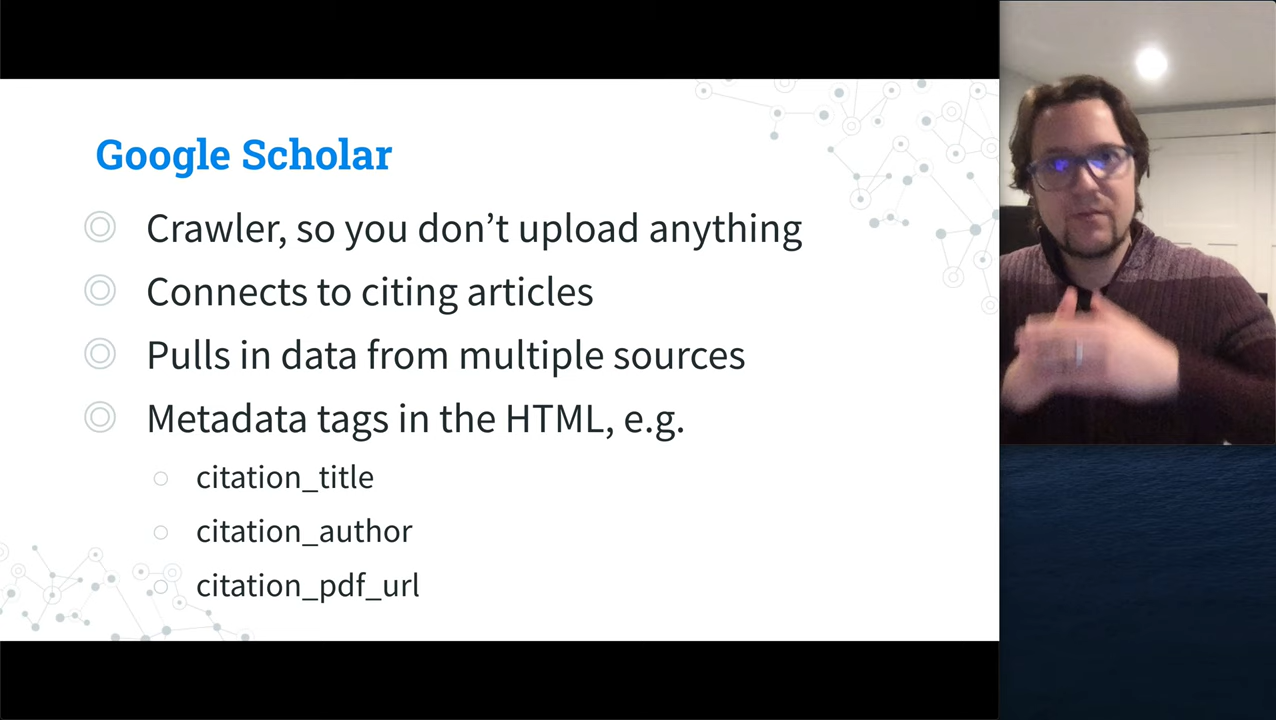 Google Scholar
Crawler, so you don’t upload anything
Connects to citing articles
Pulls in data from multiple sources
Metadata tags in the HTML, e.g.
citation_title
citation_author
citation_pdf_url